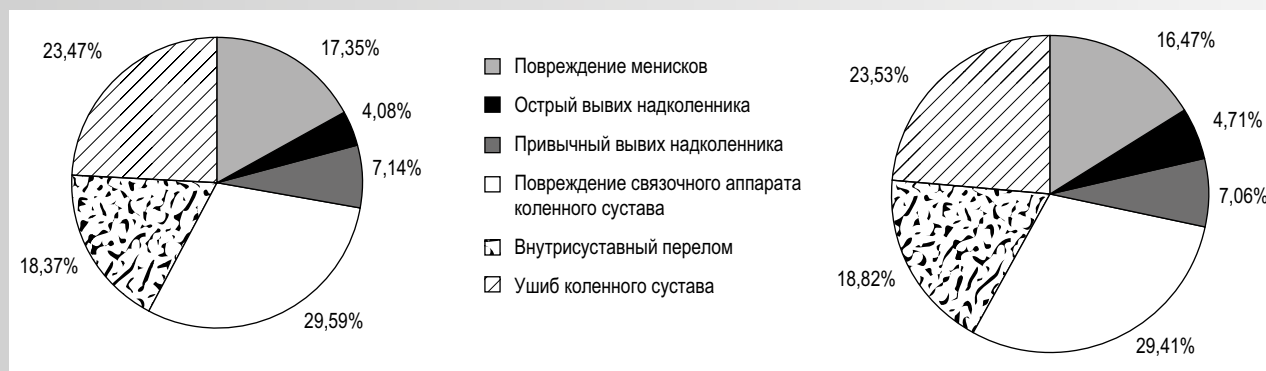 23,47%
17,35%
4,08%
7,14%
18,37%
29,59%
Повреждение менисков
Острый вывих надколенника
Привычный вывих надколенника
Повреждение связочного аппарата
коленного сустава
Внутрисуставный перелом
Ушиб коленного сустава
23,53%
16,47%
4,71%
7,06%
18,82%
29,41%